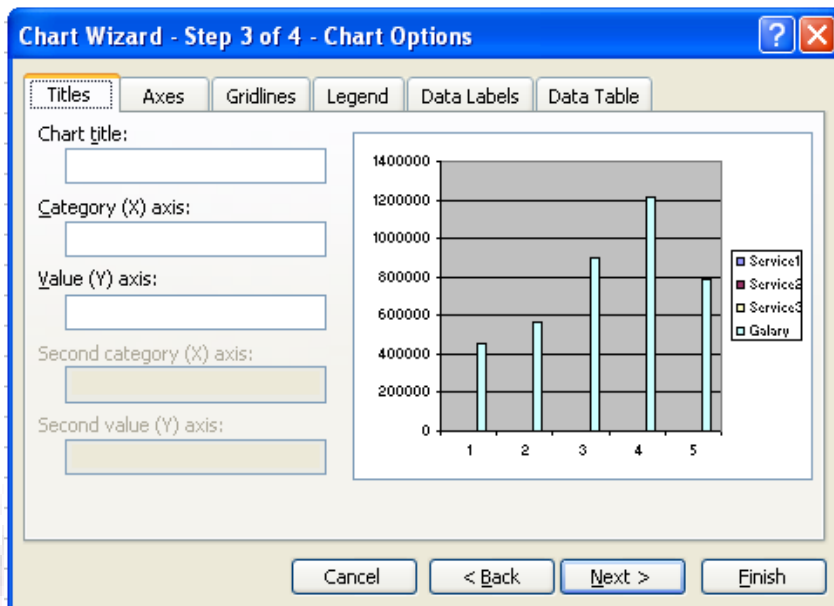 Chart Wizard - Step 3 of 4 - Chart Options
Titles Axes Gridlines Legend Data Labels Data Table
Chart title:
Category (X) axis:
Value (Y) axis:
Second category (X) axis:
Second value (Y) axis:
1400000
1200000
1000000
800000
600000
400000
200000
0
1 2 3 4 5
Service1
Service2
Service3
Galary
Cancel < Back Next > Finish